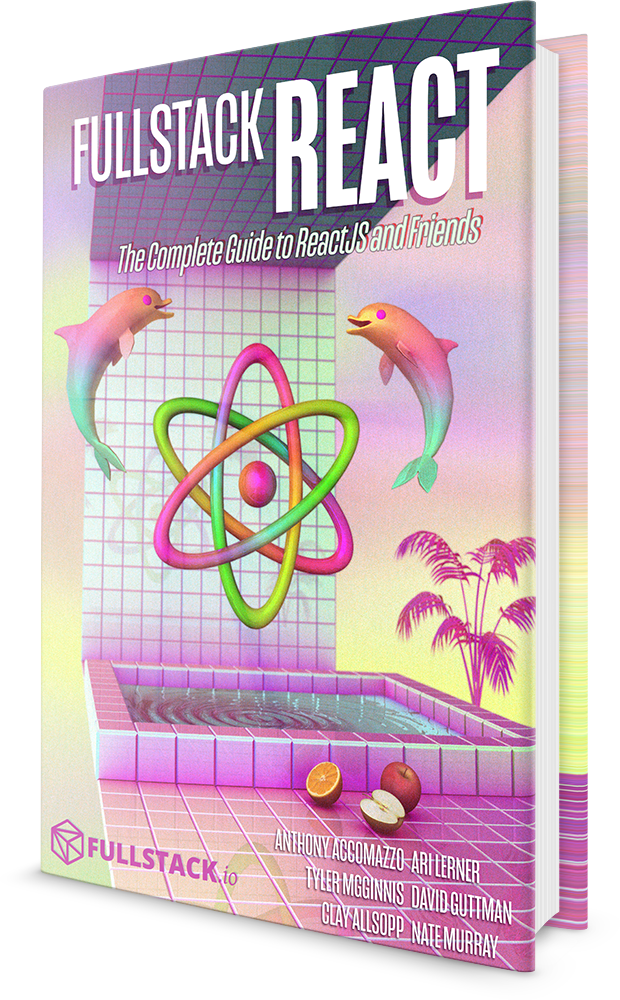 FULLSTACK REACT
The Complete Guide to ReactJS and Friends
FULLSTACK.io
ANTHONY ACCOMAZZO ARI LERNER
TYLER MGGINNIS DAVID GUTTMAN
CLAY ALLSOPP NATE MURRAY